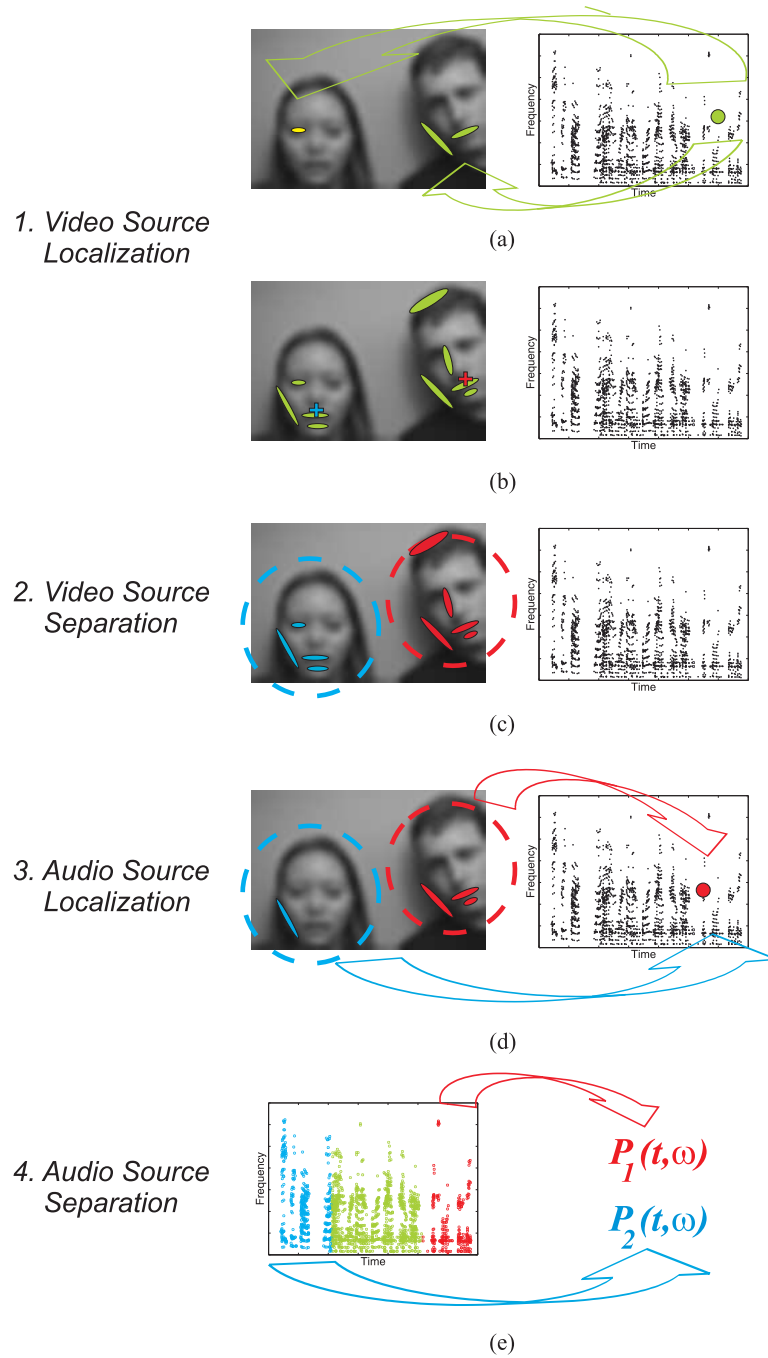 Frequency
Time
(a)
1. Video Source
Localization
Frequency
Time
(b)
2. Video Source
Separation
Frequency
Time
(c)
3. Audio Source
Localization
Frequency
Time
(d)
4. Audio Source
Separation
Frequency
Time
P1(t,ω)
P2(t,ω)
(e)